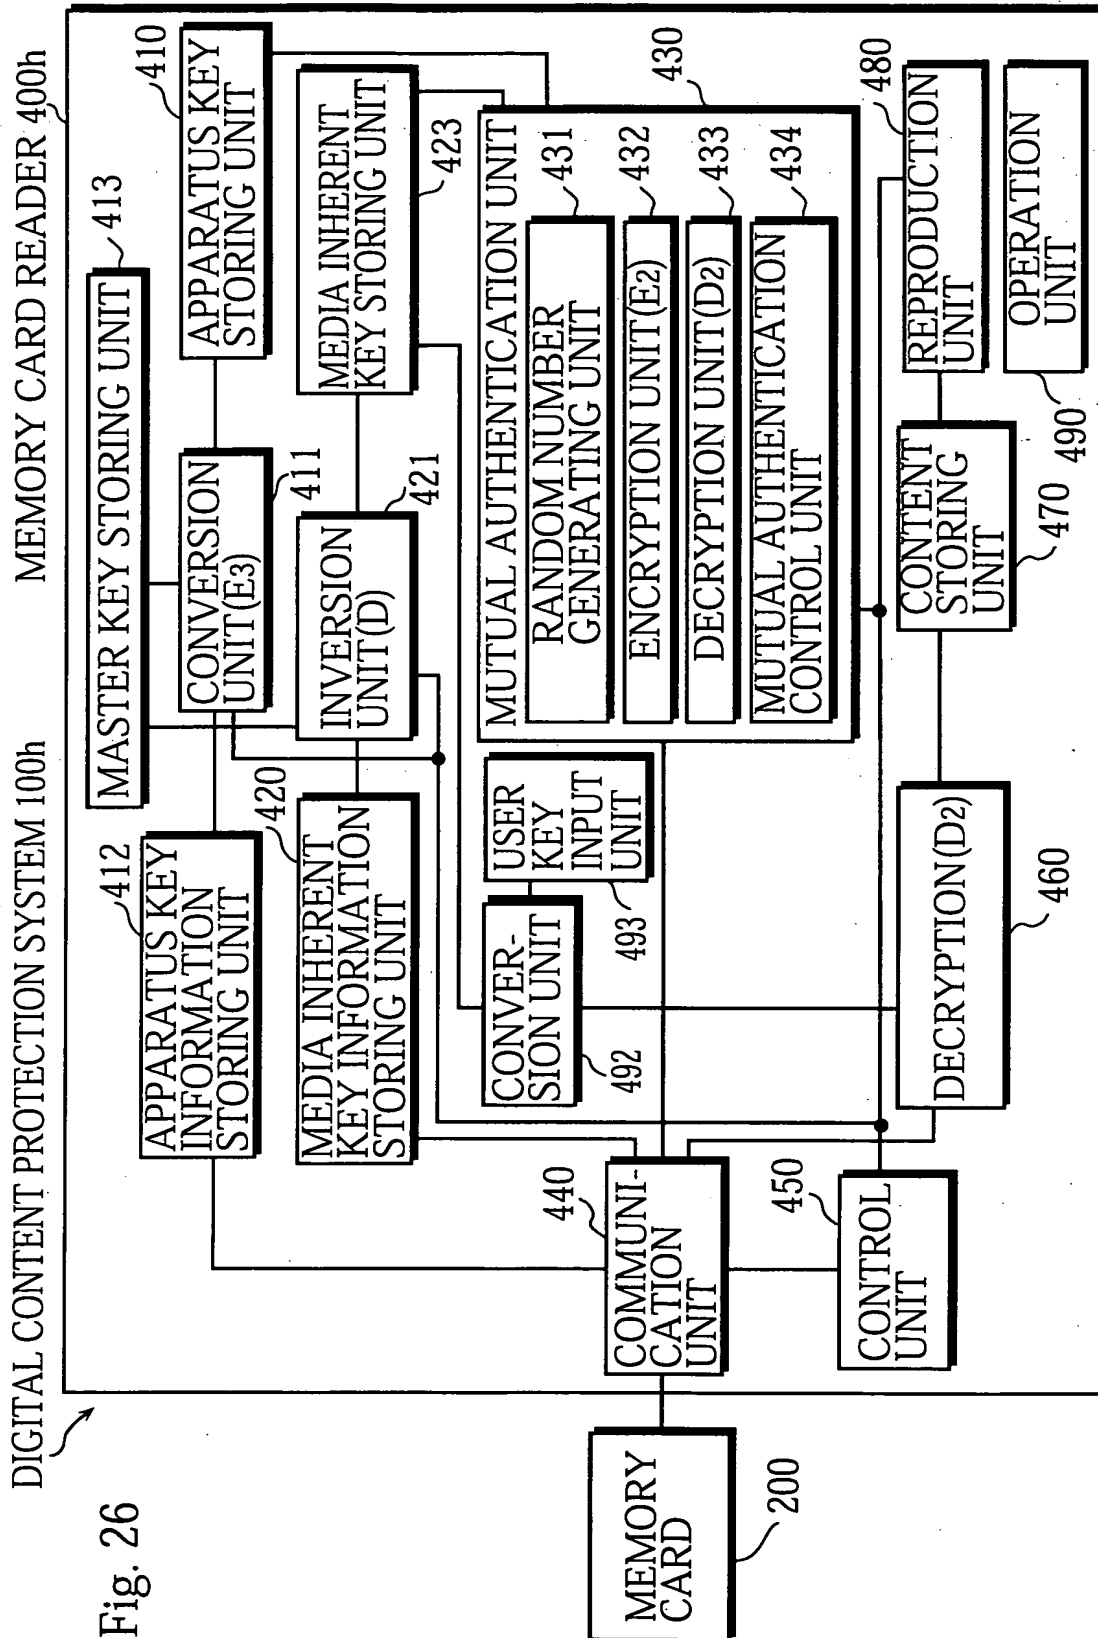 Fig. 26
DIGITAL CONTENT PROTECTION SYSTEM 100h
MEMORY CARD READER 400h
MASTER KEY STORING UNIT
413
APPARATUS KEY
INFORMATION
STORING UNIT
412
CONVERSION
UNIT(E3)
411
APPARATUS KEY
STORING UNIT
410
MEDIA INHERENT
KEY INFORMATION
STORING UNIT
420
INVERSION
UNIT(D)
421
MEDIA INHERENT
KEY STORING UNIT
423
CONVER-
SION UNIT
492
USER
KEY
INPUT
UNIT
493
MUTUAL AUTHENTICATION UNIT
430
RANDOM NUMBER
GENERATING UNIT
431
ENCRYPTION UNIT(E2)
432
DECRYPTION UNIT(D2)
433
MUTUAL AUTHENTICATION
CONTROL UNIT
434
MEMORY
CARD
200
COMMUNI-
CATION
UNIT
440
CONTROL
UNIT
450
DECRYPTION(D2)
460
CONTENT
STORING
UNIT
470
REPRODUCTION
UNIT
480
OPERATION
UNIT
490